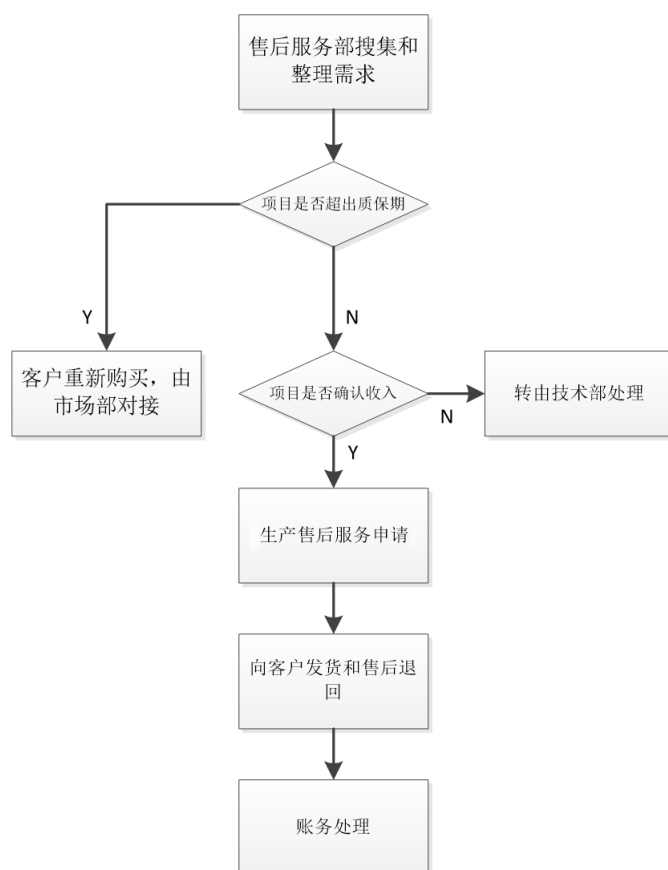 售后服务部搜集和
整理需求
项目是否超出质保期
Y
N
客户重新购买，由
市场部对接
项目是否确认收入
转由技术部处理
N
Y
生产售后服务申请
向客户发货和售后退
回
账务处理